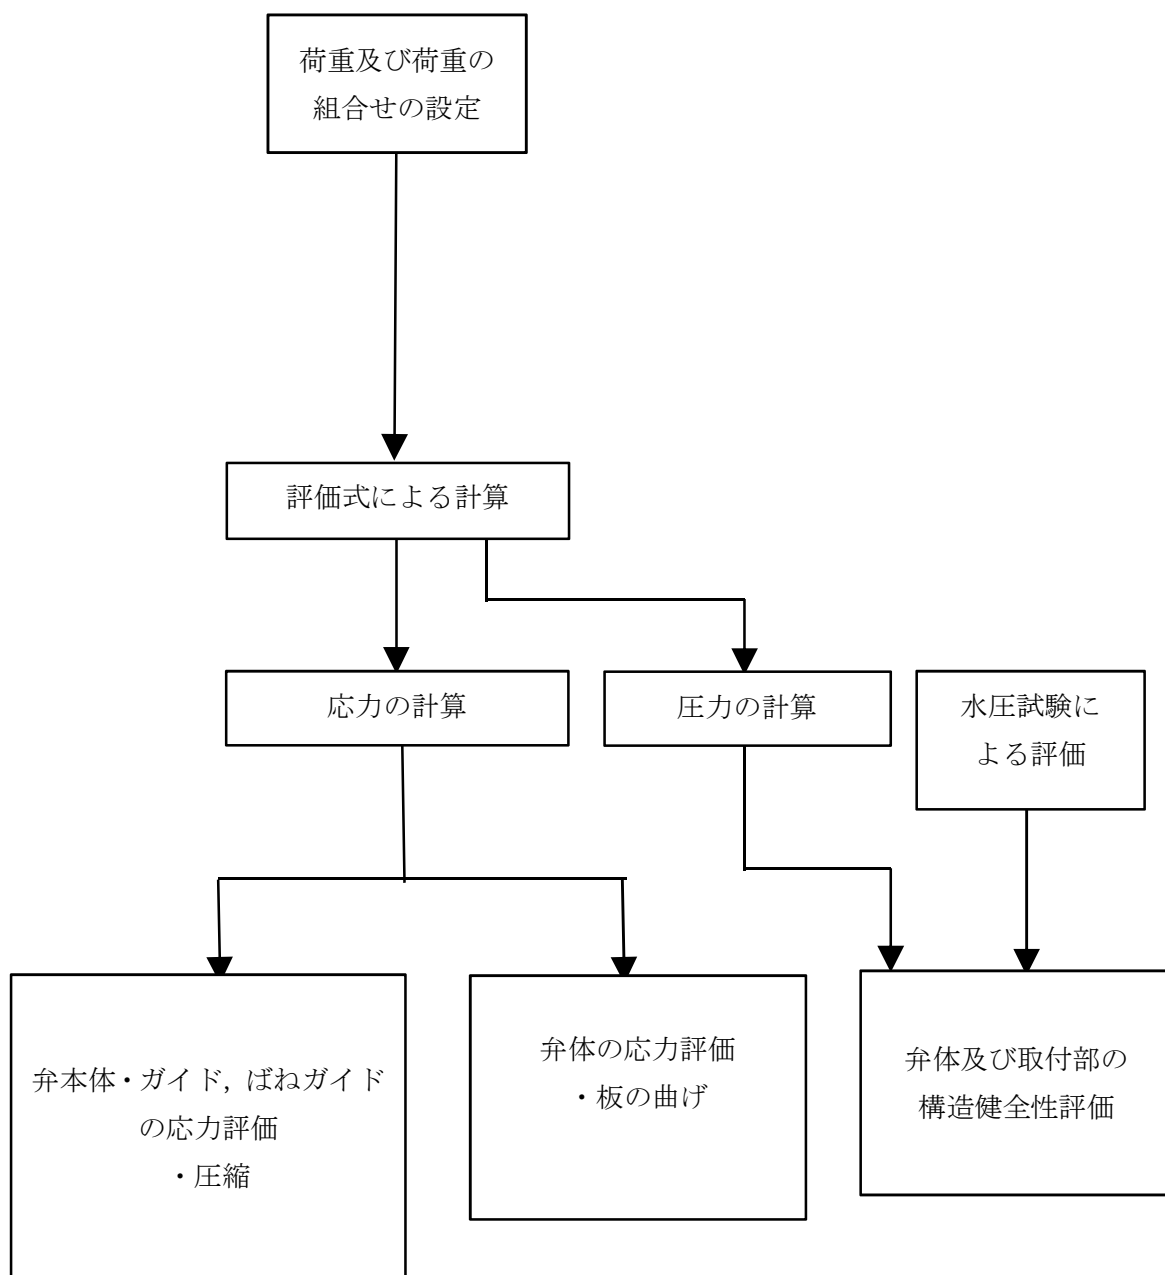 荷重及び荷重の
組合せの設定
評価式による計算
応力の計算
圧力の計算
水圧試験に
よる評価
弁本体・ガイド, ばねガイド
の応力評価
・圧縮
弁体の応力評価
・板の曲げ
弁体及び取付部の
構造健全性評価